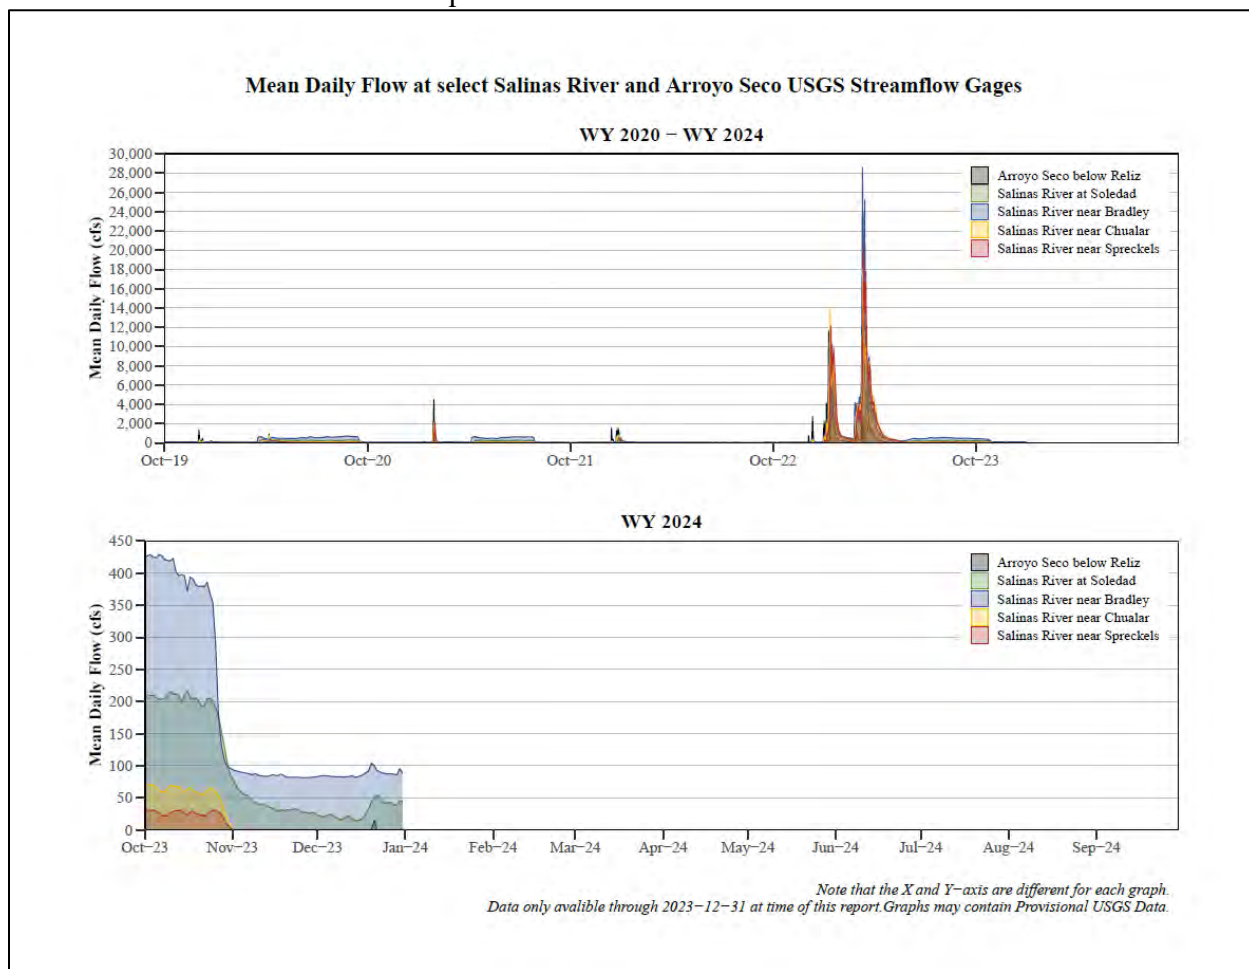 Mean Daily Flow at select Salinas River and Arroyo Seco USGS Streamflow Gages
WY 2020 − WY 2024
Mean Daily Flow (cfs)
30,000
28,000
26,000
24,000
22,000
20,000
18,000
16,000
14,000
12,000
10,000
8,000
6,000
4,000
2,000
0
Arroyo Seco below Reliz
Salinas River at Soledad
Salinas River near Bradley
Salinas River near Chualar
Salinas River near Spreckels
Oct−19 Oct−20 Oct−21 Oct−22 Oct−23
WY 2024
Mean Daily Flow (cfs)
450
400
350
300
250
200
150
100
50
0
Arroyo Seco below Reliz
Salinas River at Soledad
Salinas River near Bradley
Salinas River near Chualar
Salinas River near Spreckels
Oct−23 Nov−23 Dec−23 Jan−24 Feb−24 Mar−24 Apr−24 May−24 Jun−24 Jul−24 Aug−24 Sep−24
Note that the X and Y−axis are different for each graph.
Data only avalible through 2023−12−31 at time of this report.Graphs may contain Provisional USGS Data.